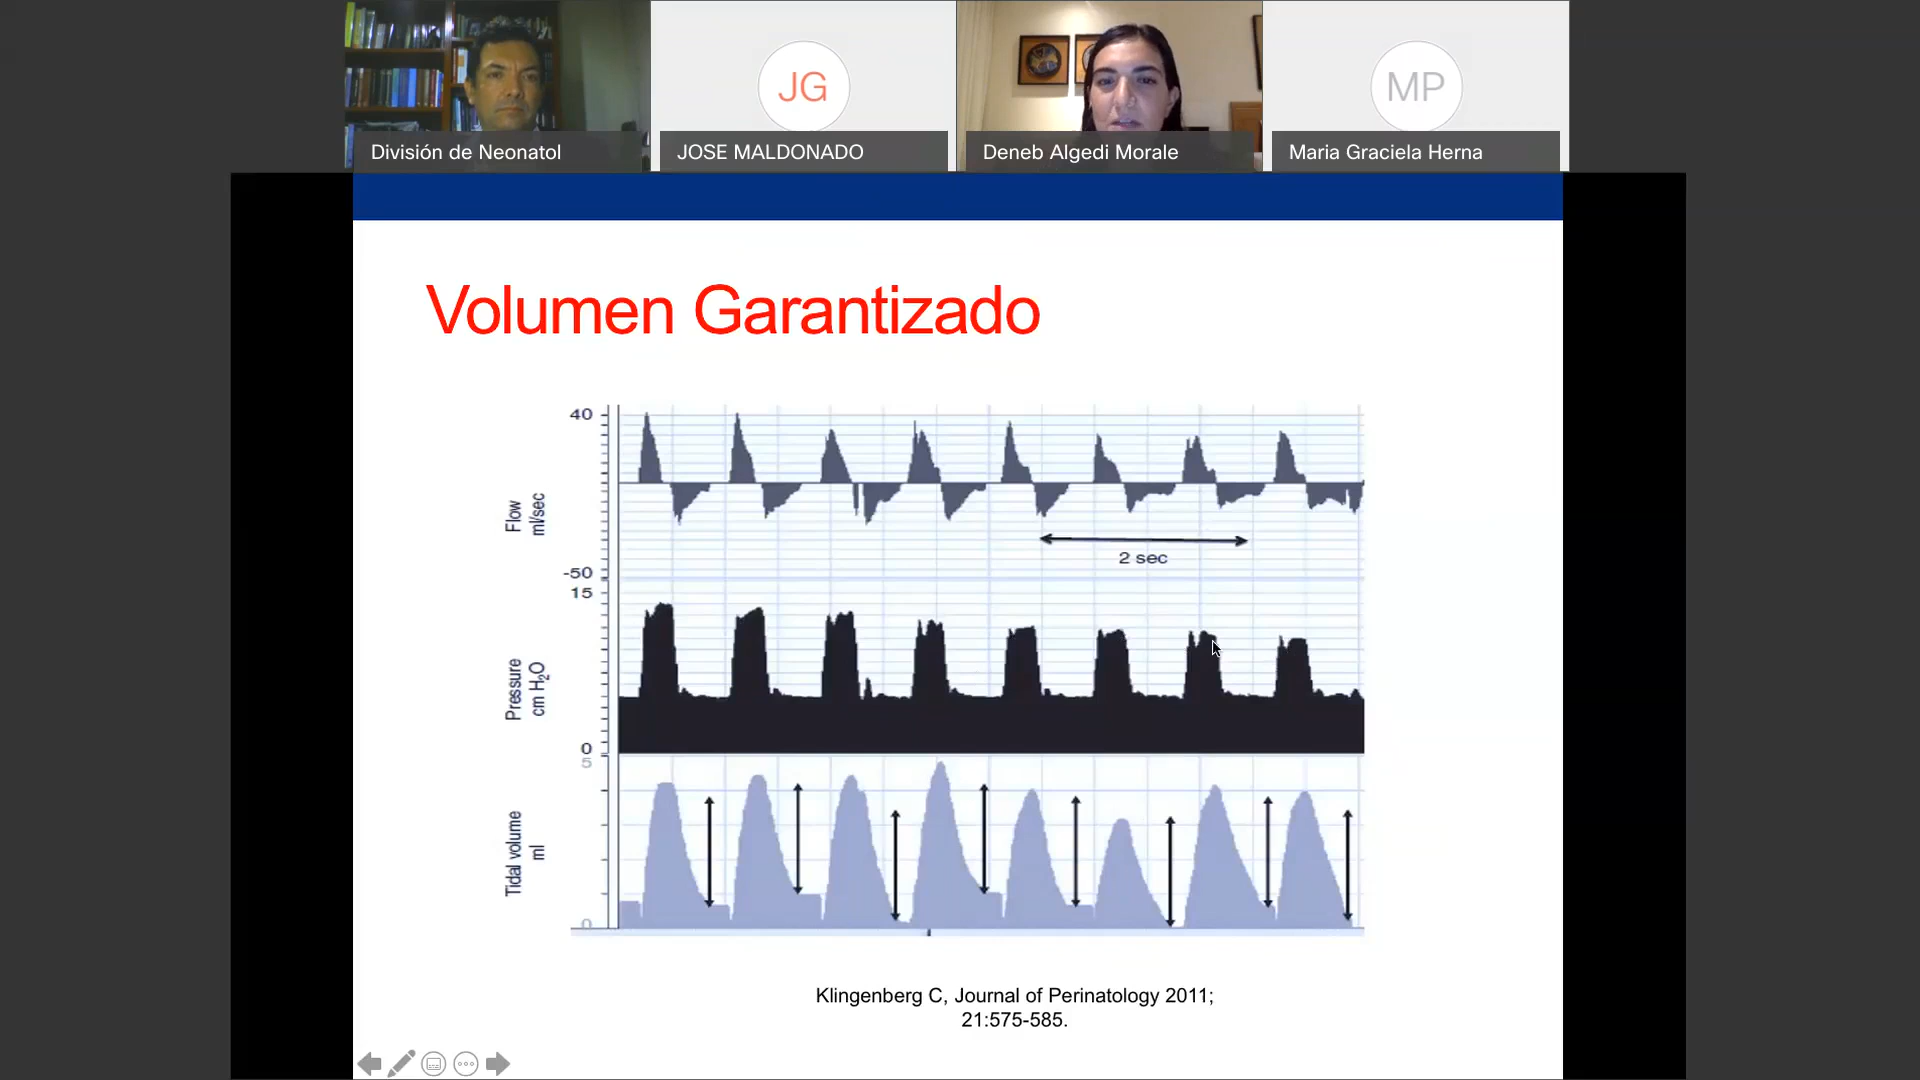 JG
MP
División de Neonatol
JOSE MALDONADO
Deneb Algedi Morale
Maria Graciela Herna
Volumen Garantizado
40
Flow
ml/sec
2 sec
-50
15
Pressure
cm H₂O
0
5
Tidal volume
ml
0
Klingenberg C, Journal of Perinatology 2011;
21:575-585.